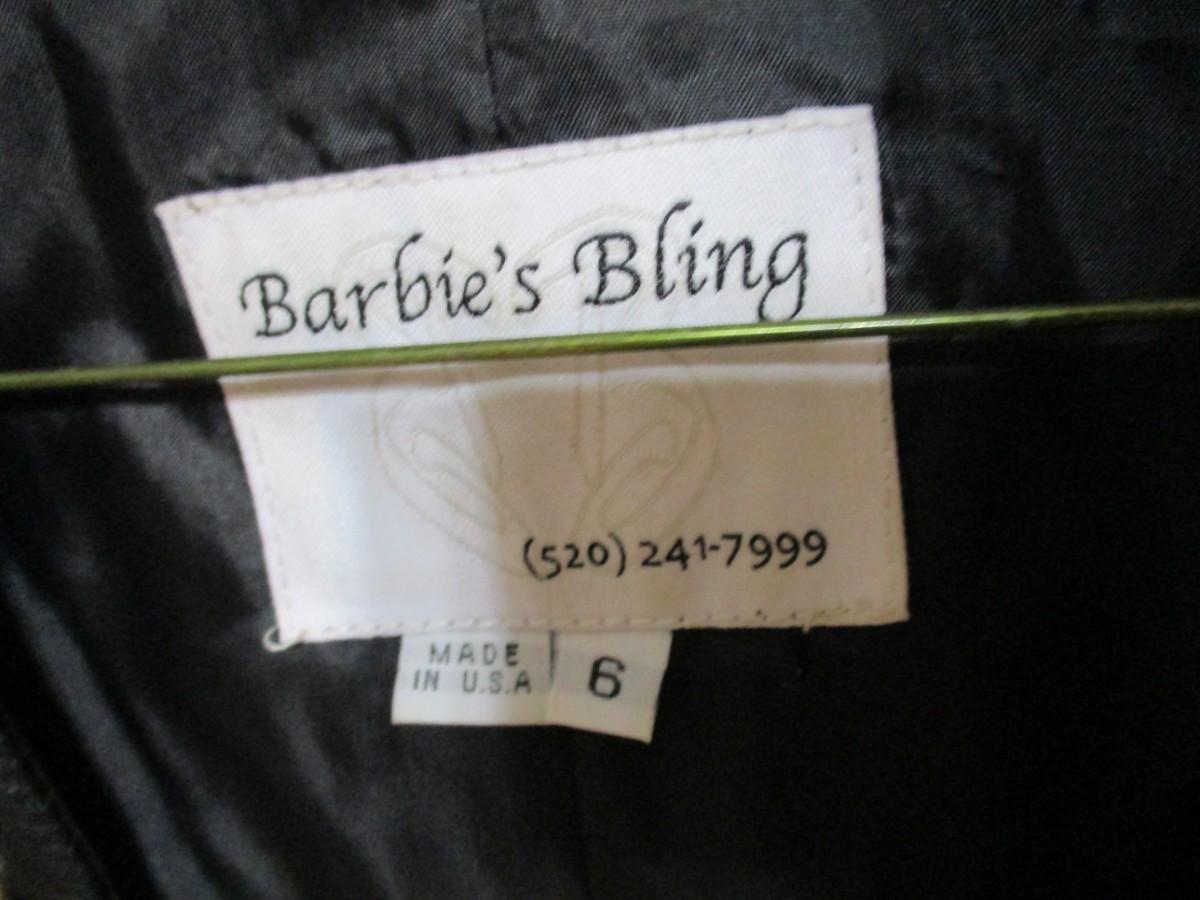 Barbie's Bling
(520) 241-7999
MADE
IN U.S.A
6